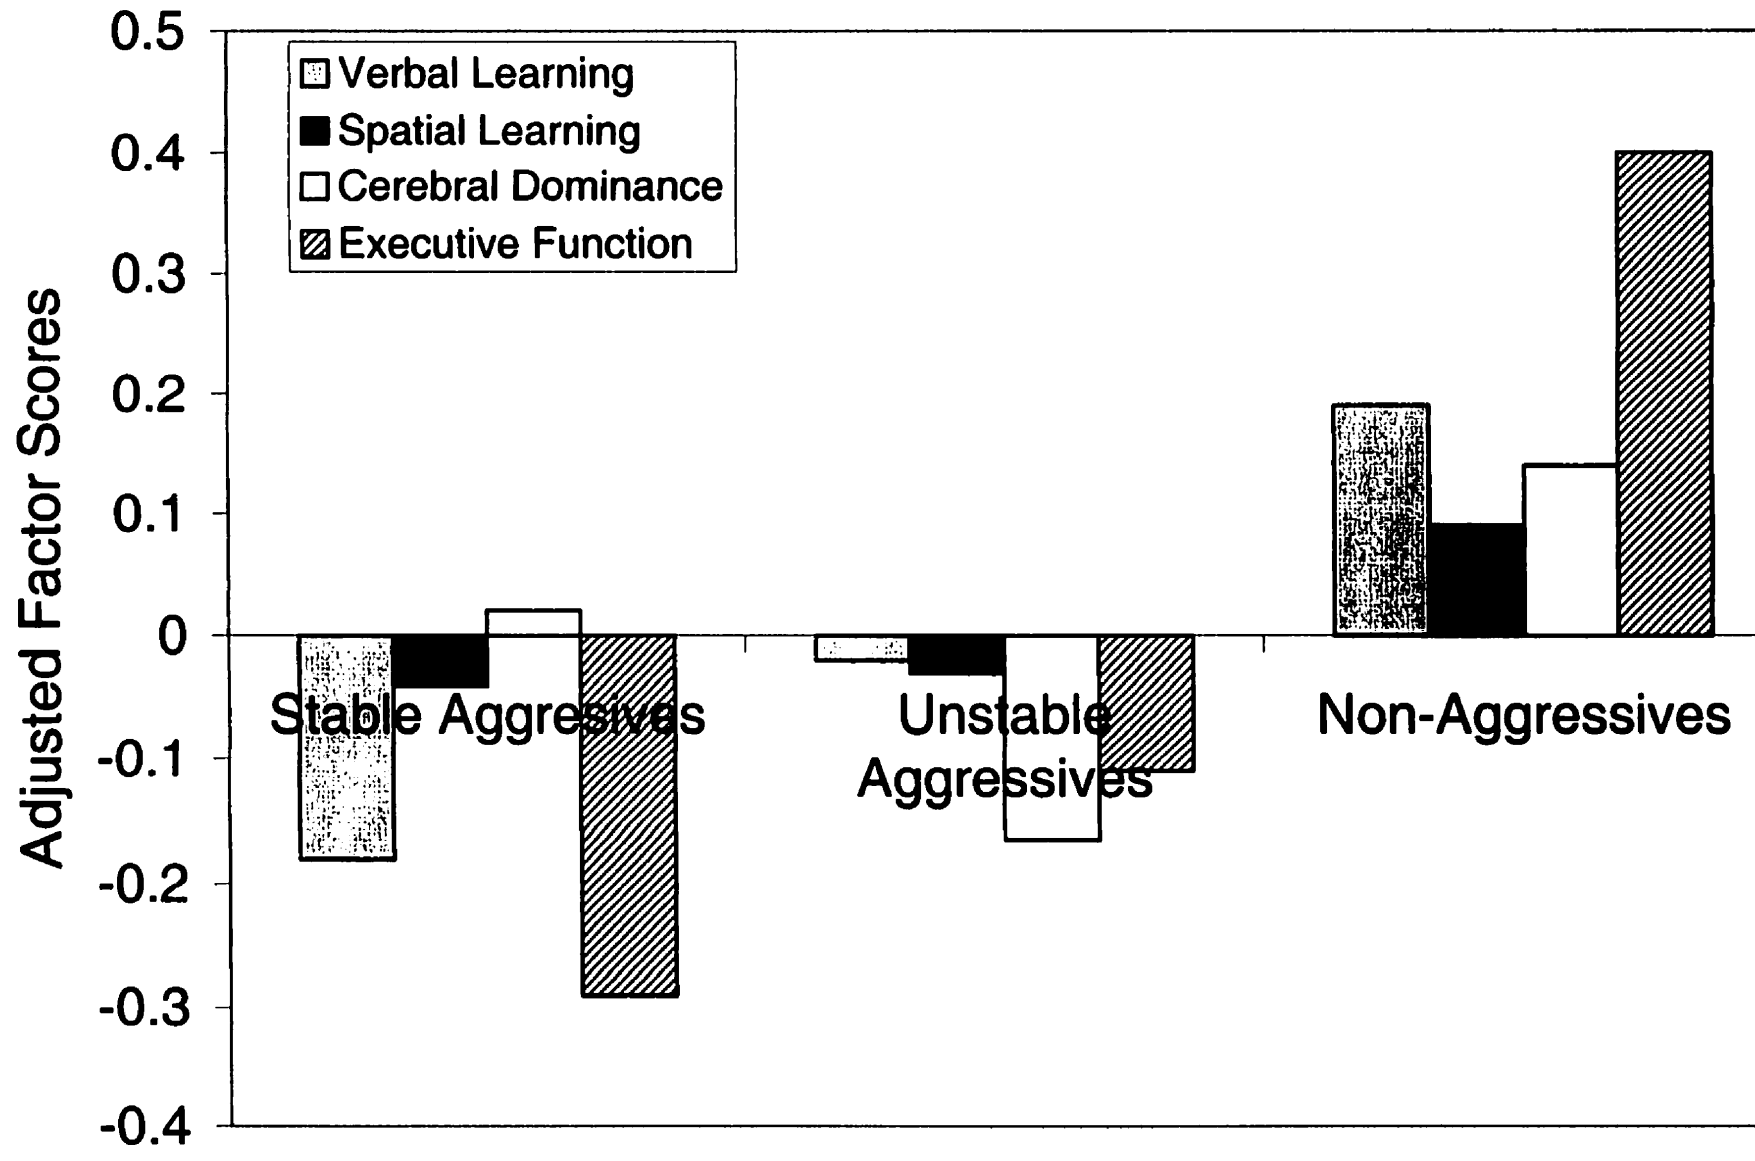 0.5
0.4
0.3
0.2
0.1
0
-0.1
-0.2
-0.3
-0.4
Adjusted Factor Scores
Verbal Learning
Spatial Learning
Cerebral Dominance
Executive Function
Stable Aggresives
Unstable
Aggressives
Non-Aggressives